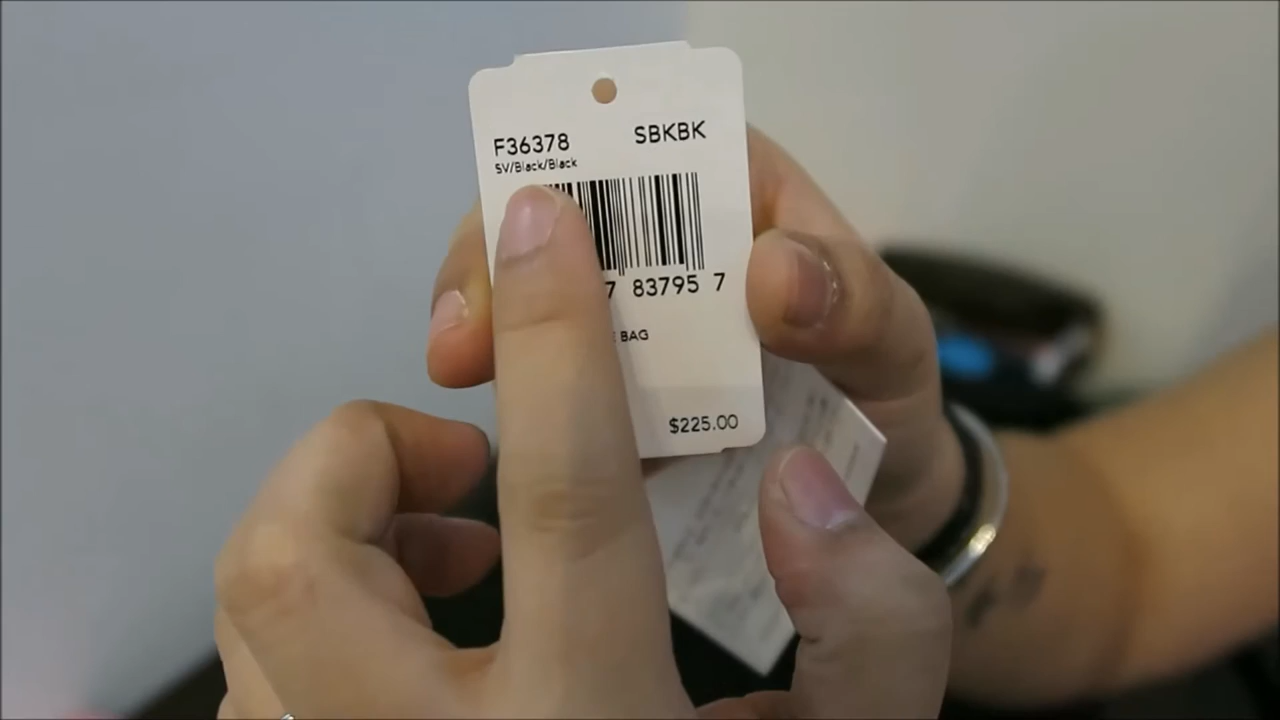 F36378 SBKBK
SV/Black/Black
7 83795 7
BAG
$225.00